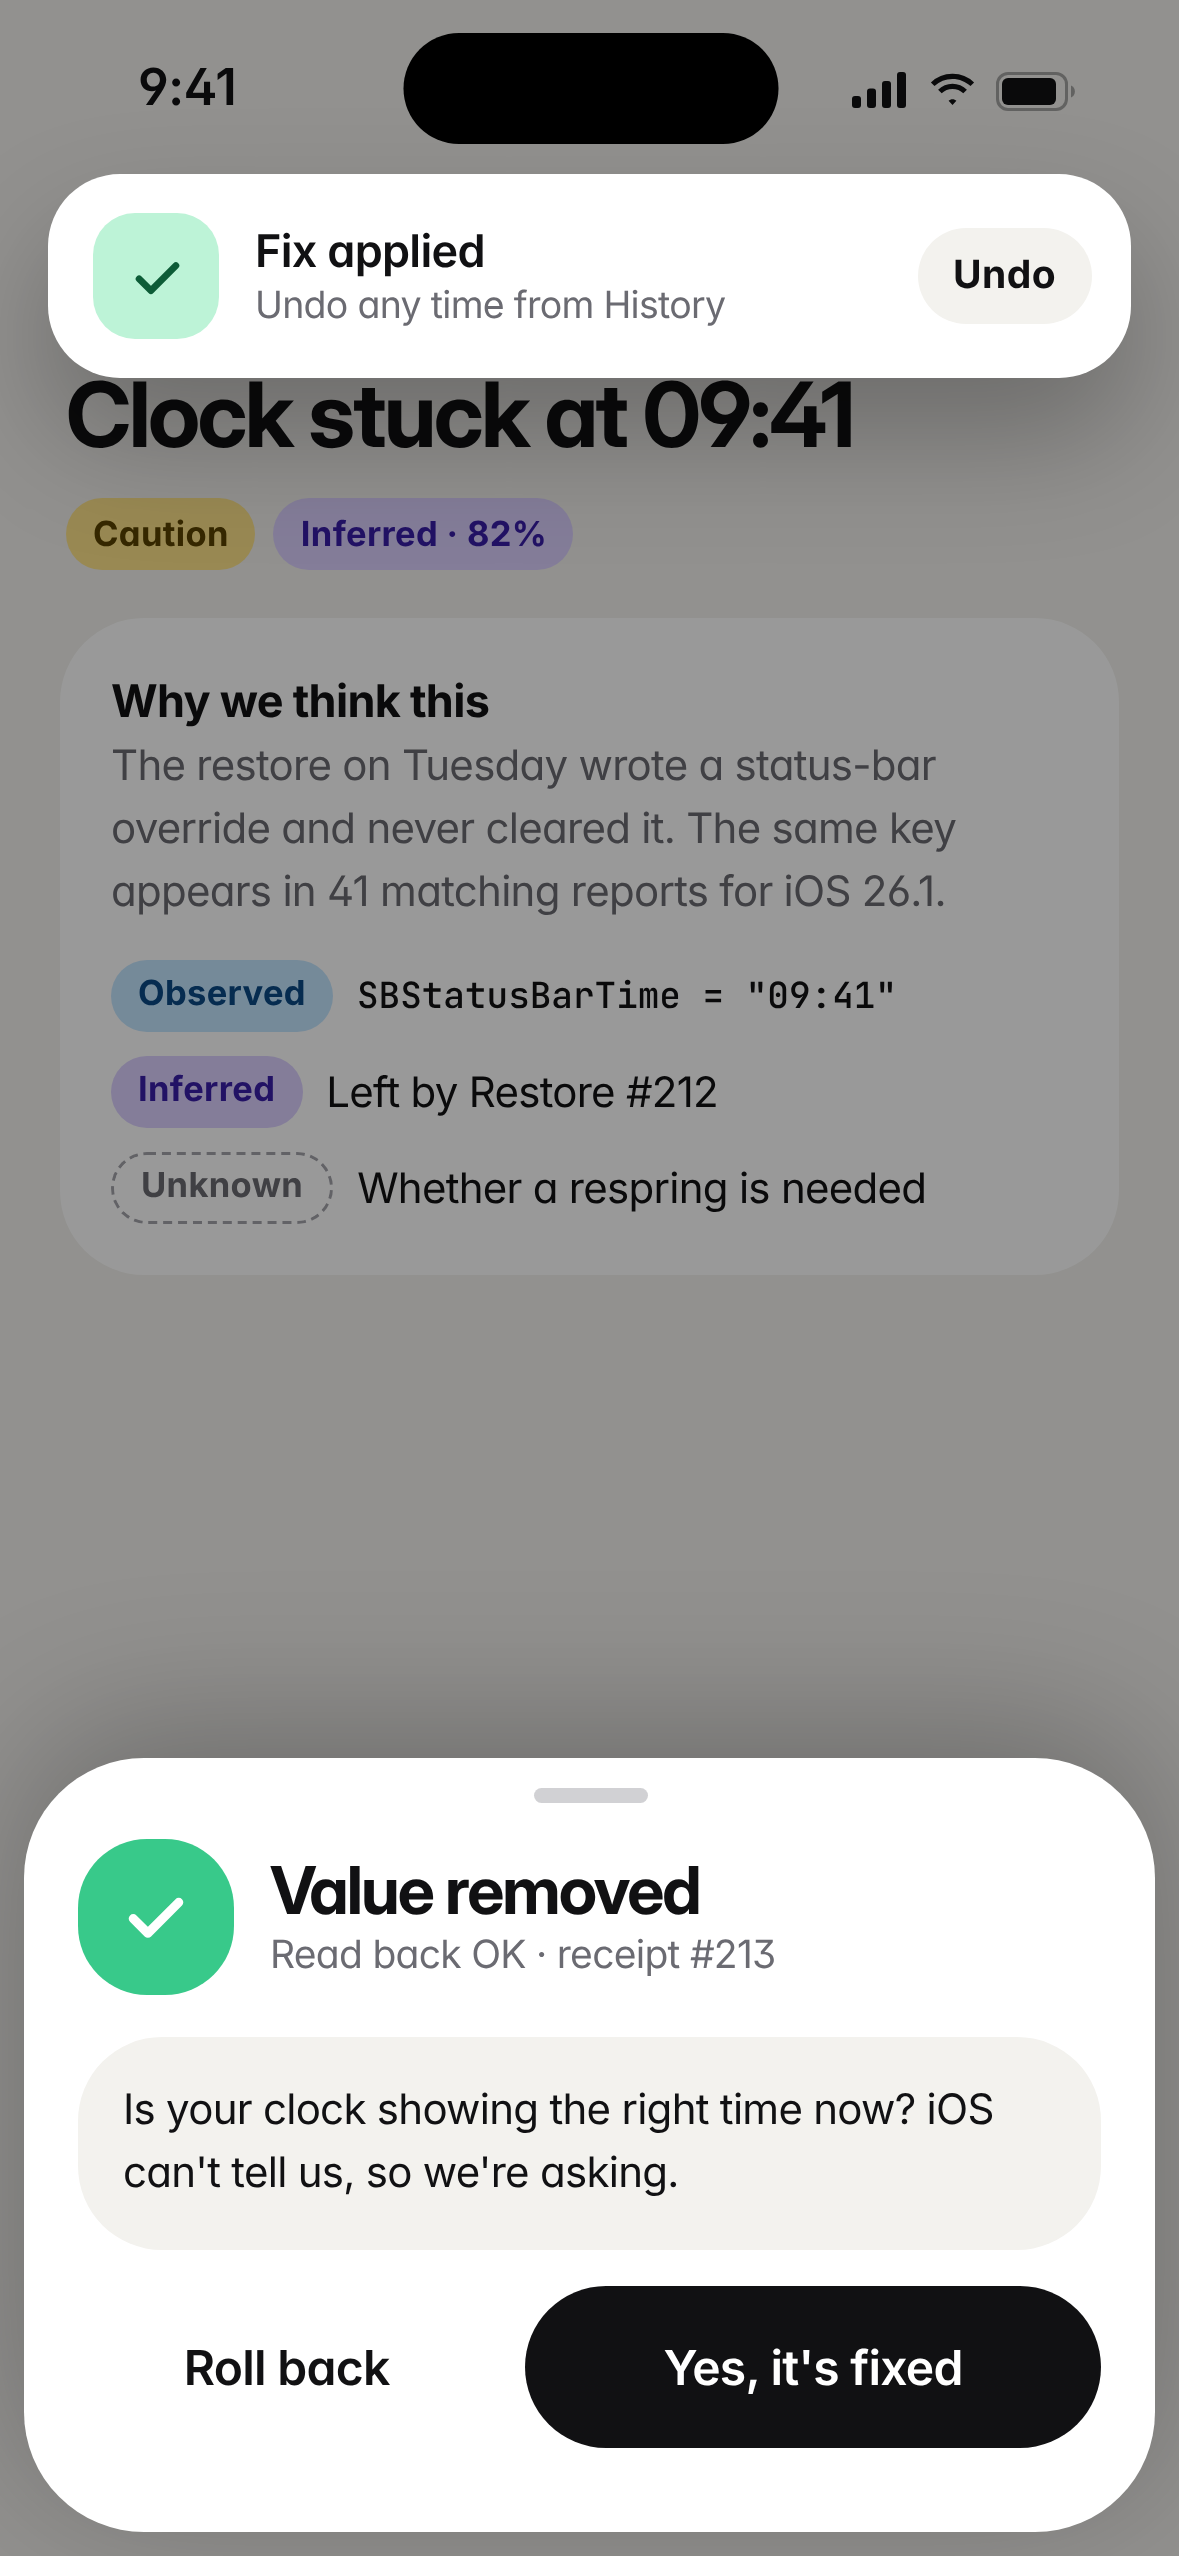 9:41
Fix applied
Undo any time from History
Undo
Clock stuck at 09:41
Caution
Inferred · 82%
Why we think this
The restore on Tuesday wrote a status-bar
override and never cleared it. The same key
appears in 41 matching reports for iOS 26.1.
Observed SBStatusBarTime = "09:41"
Inferred Left by Restore #212
Unknown Whether a respring is needed
Value removed
Read back OK · receipt #213
Is your clock showing the right time now? iOS
can't tell us, so we're asking.
Roll back
Yes, it's fixed